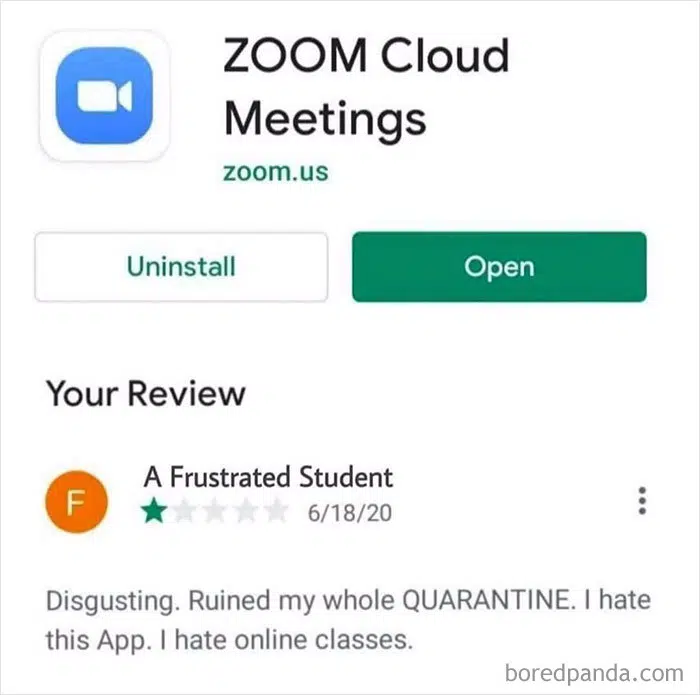 ZOOM Cloud
Meetings
zoom.us
Uninstall
Open
Your Review
F
A Frustrated Student
6/18/20
Disgusting. Ruined my whole QUARANTINE. I hate
this App. I hate online classes.
boredpanda.com